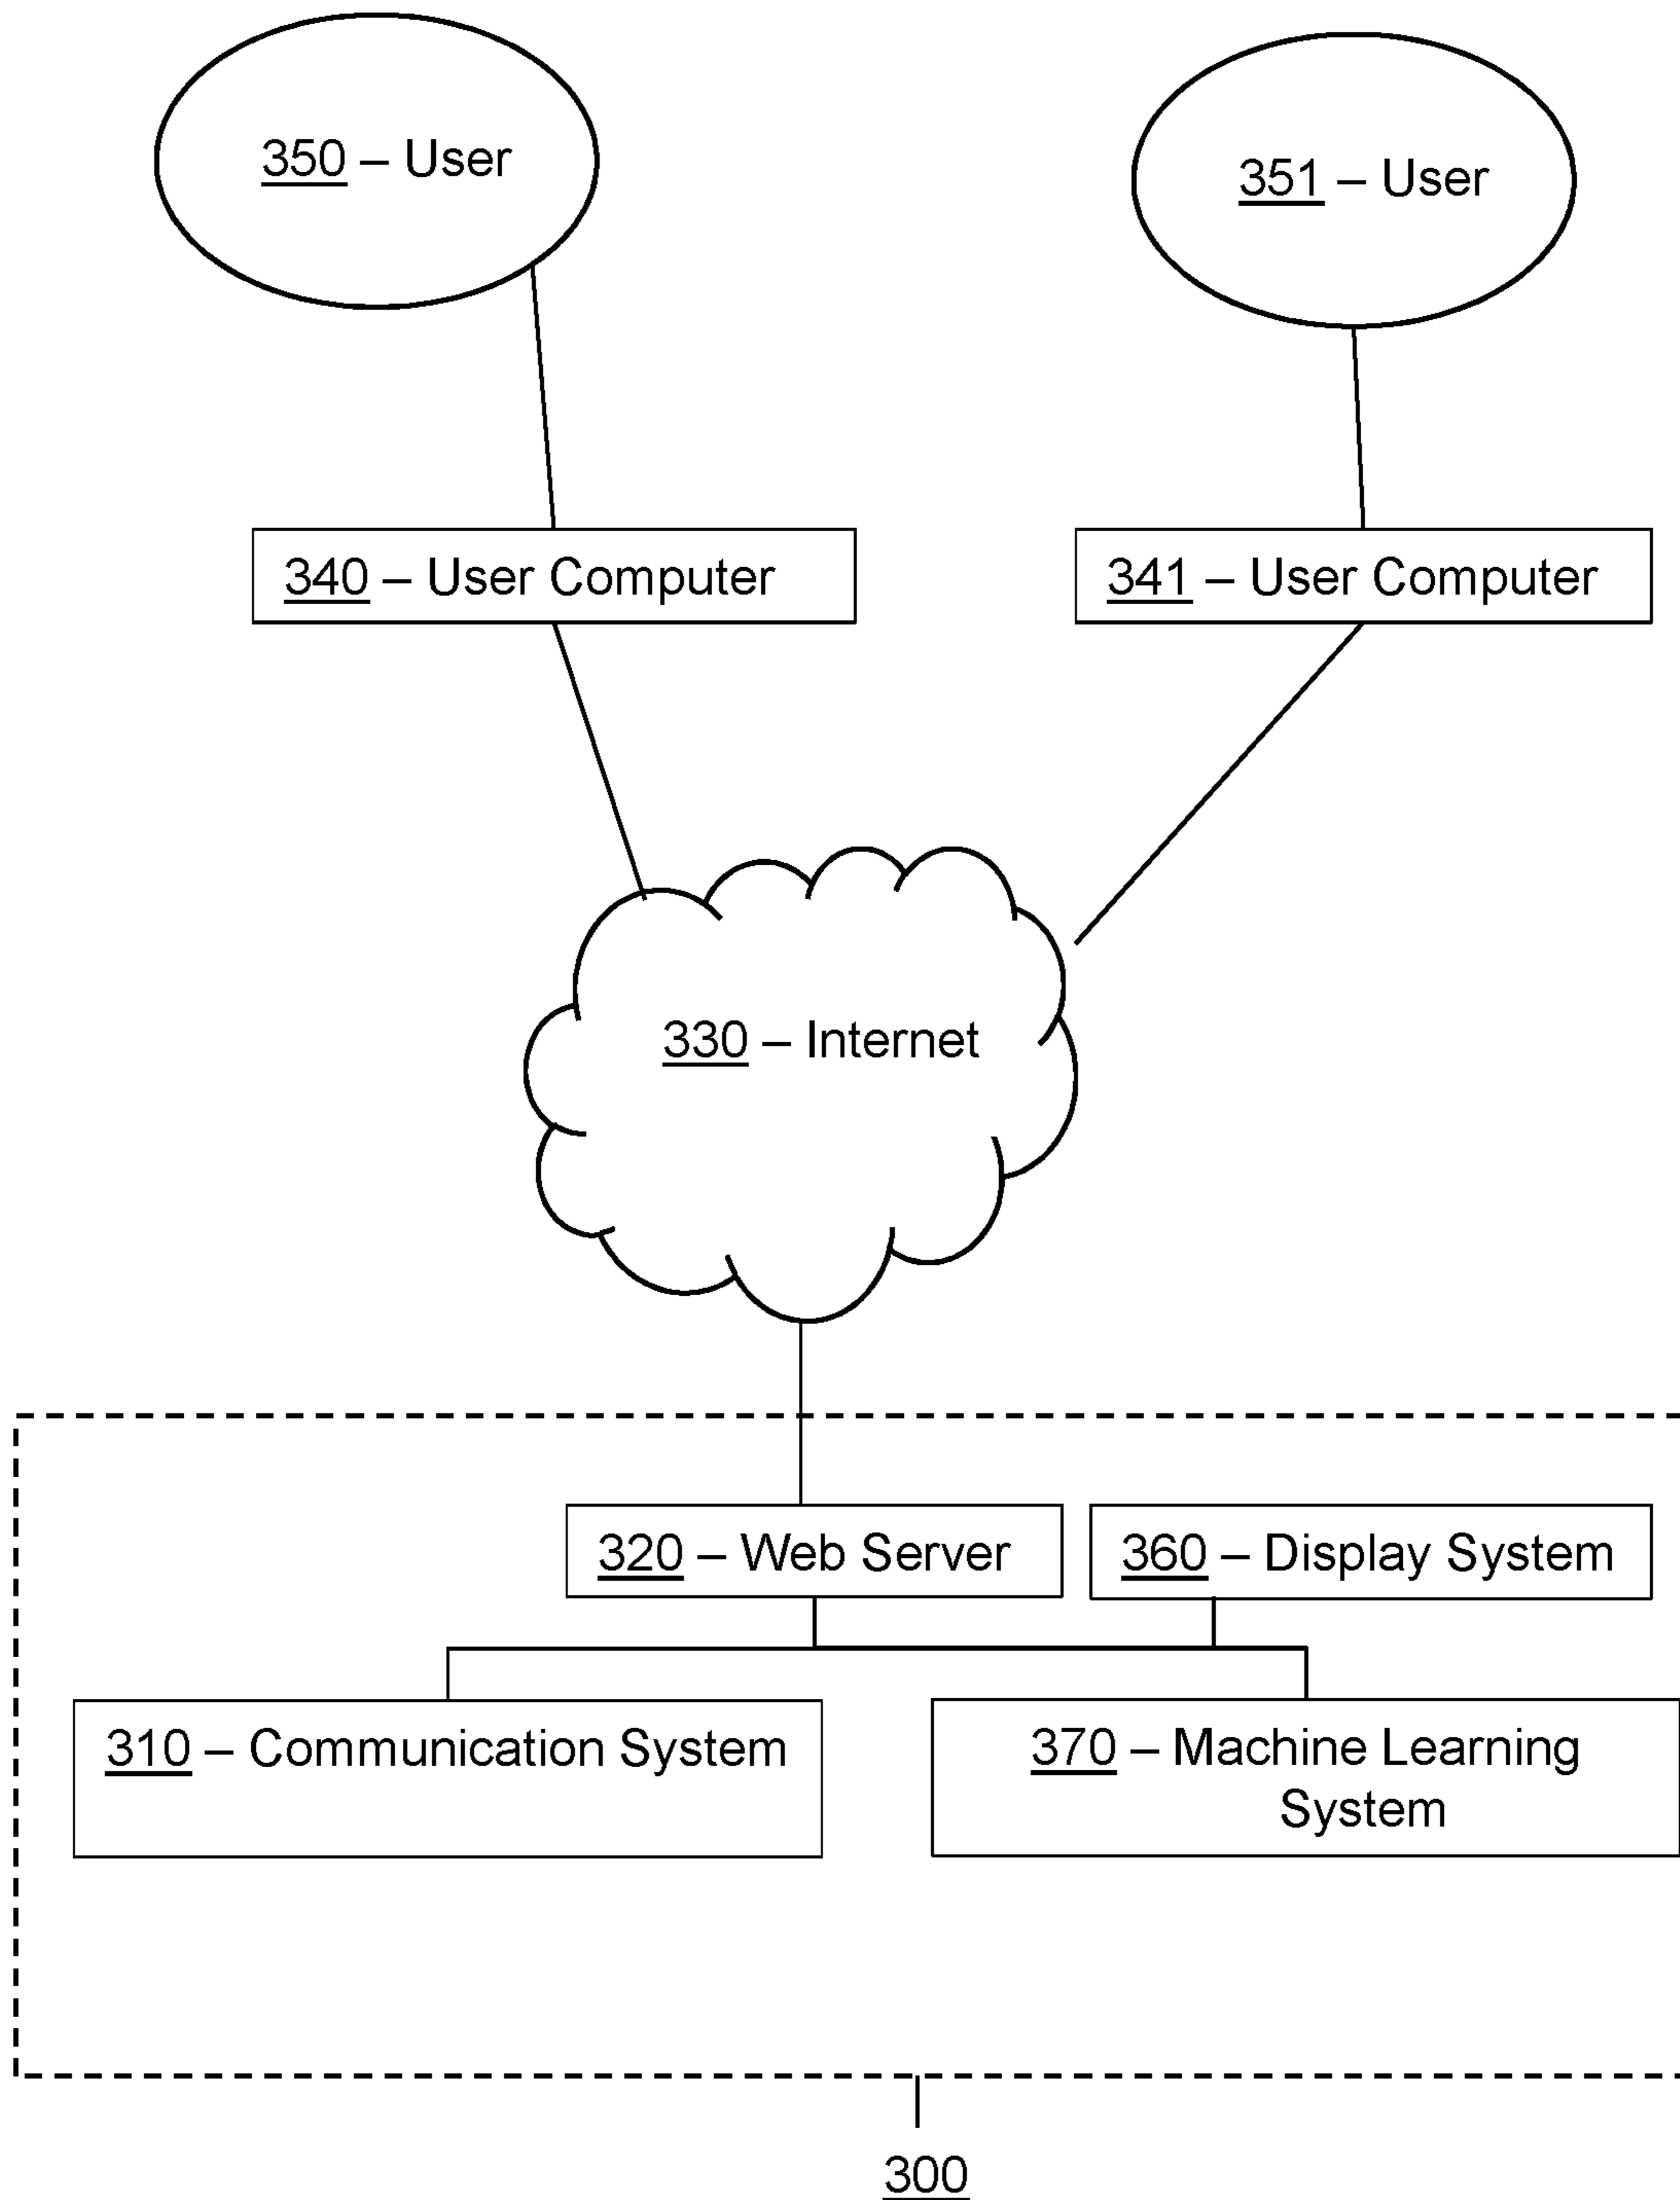 350 – User
351 – User
340 – User Computer
341 – User Computer
330 – Internet
320 – Web Server
360 – Display System
310 – Communication System
370 – Machine Learning
System
300